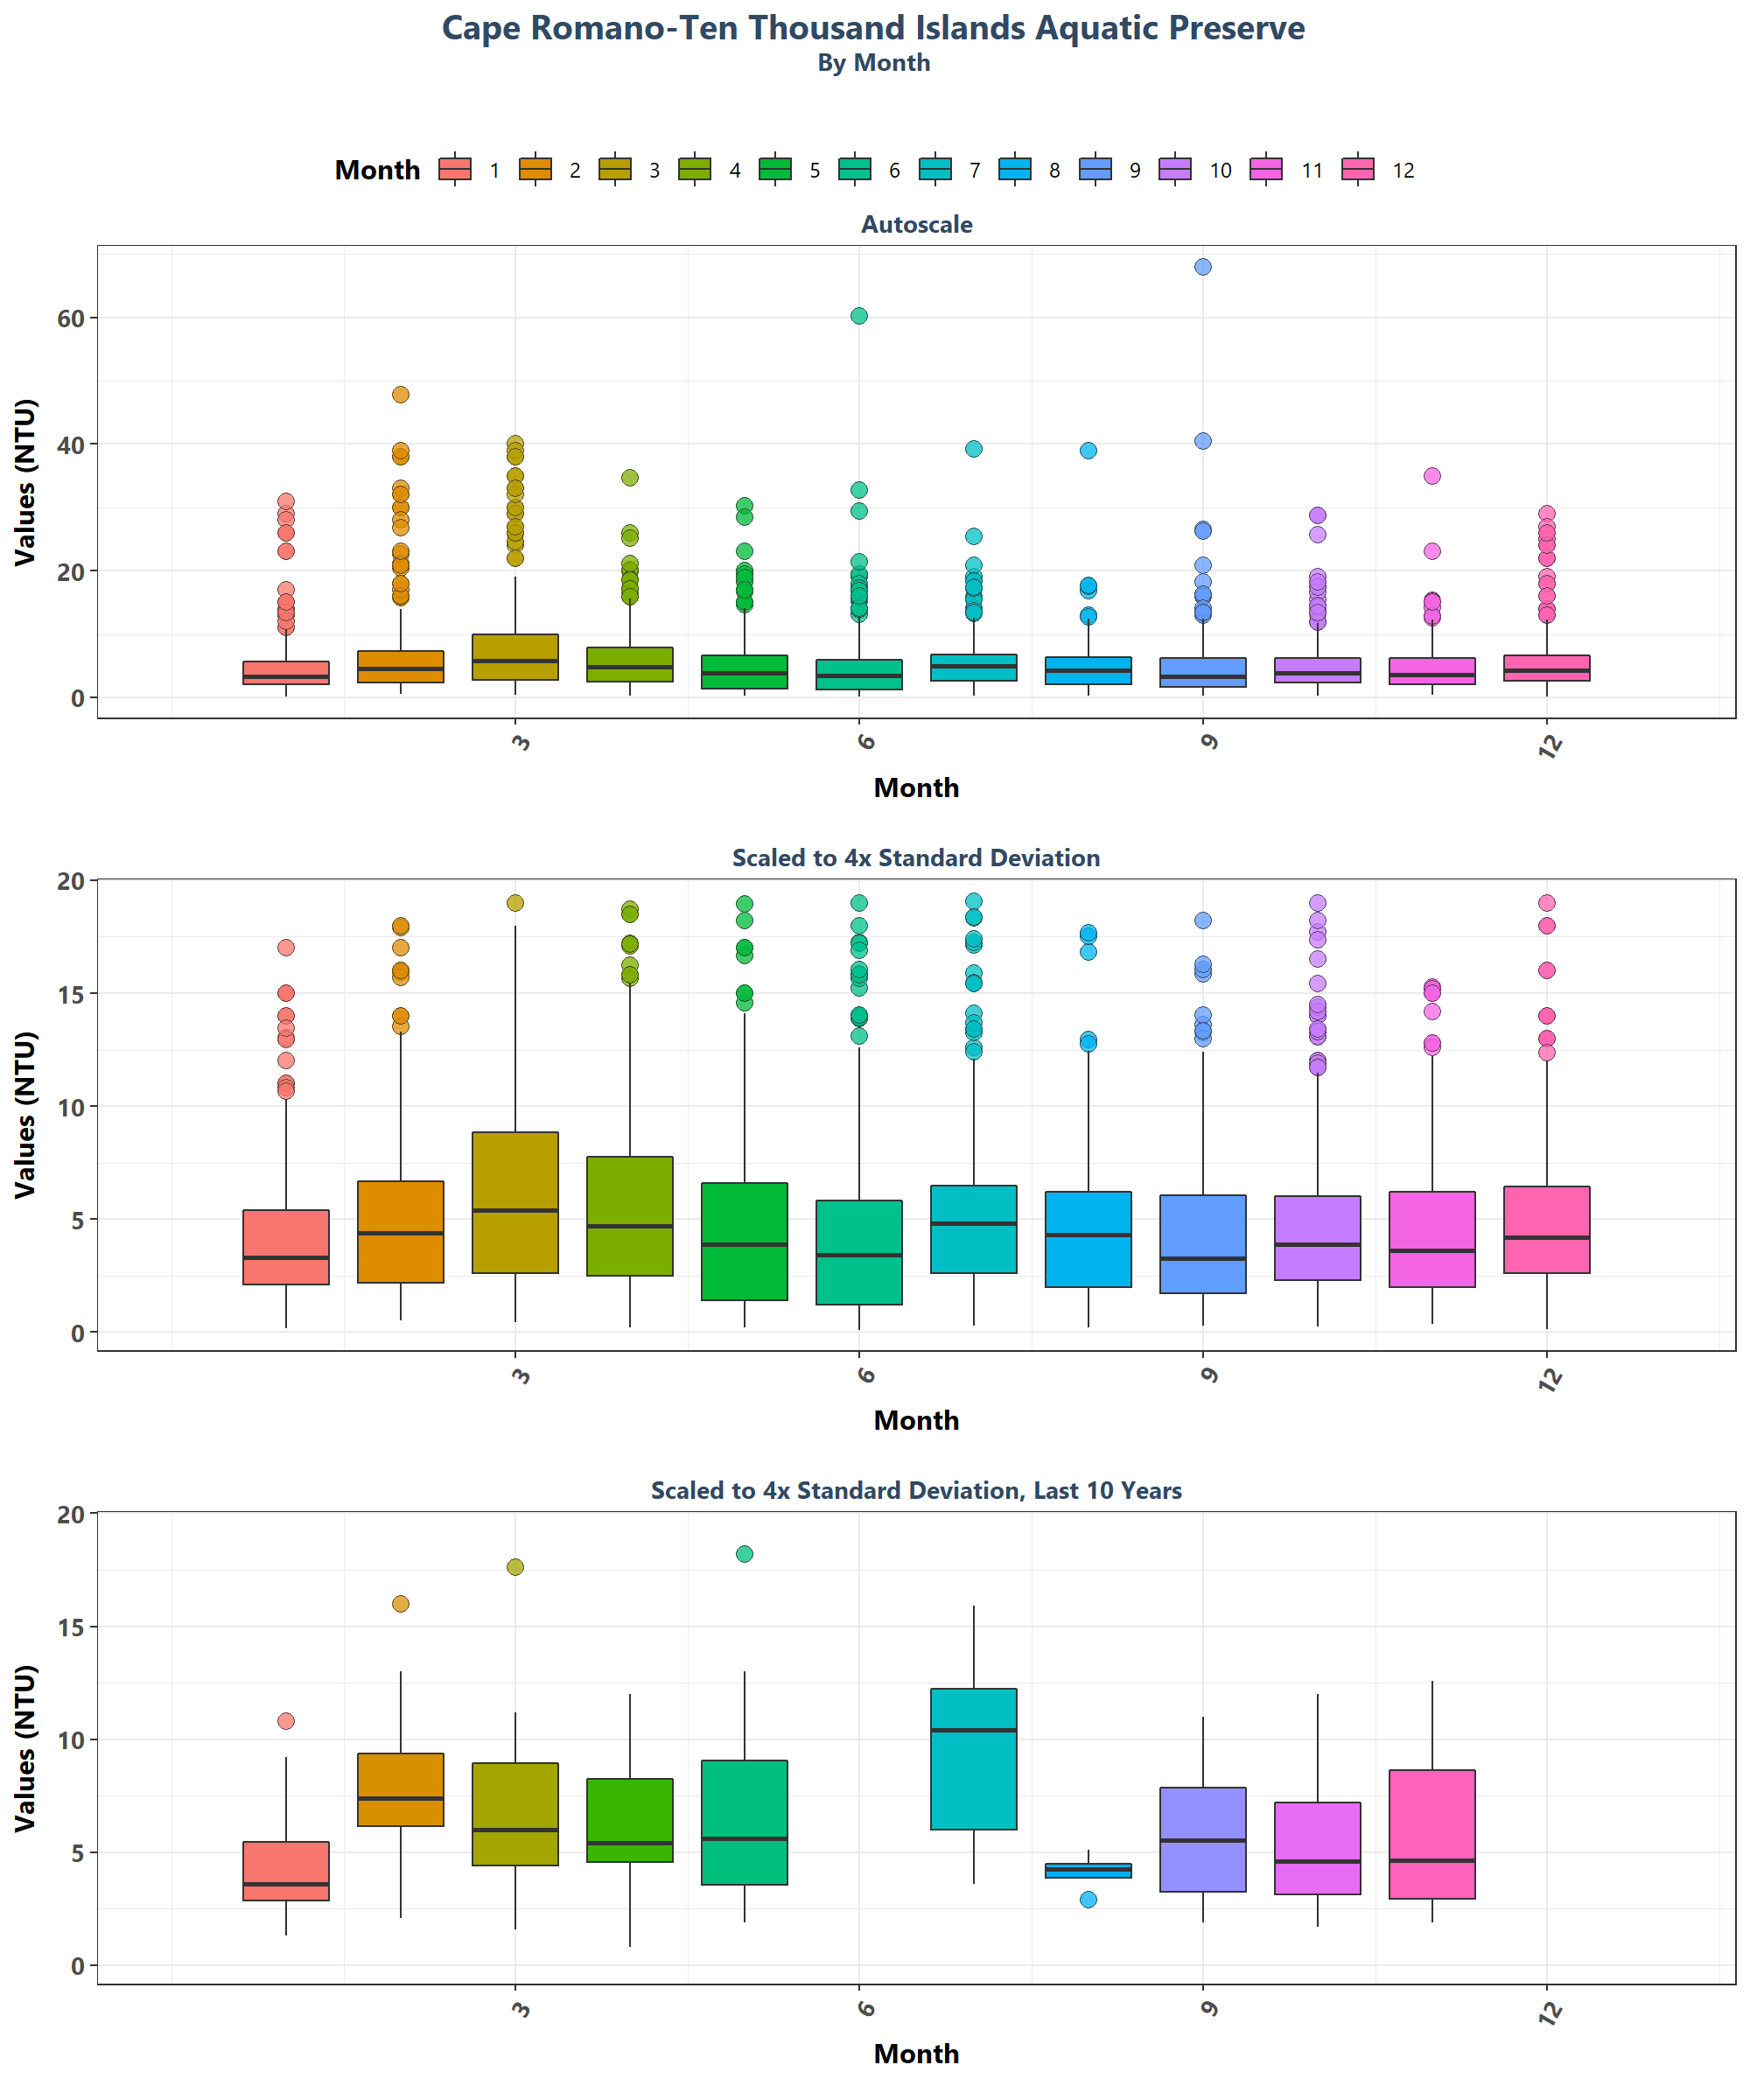 Cape Romano-Ten Thousand Islands Aquatic Preserve
By Month
Month 1 2 3 4 5 6 7 8 9 10 11 12
Autoscale
Values (NTU)
60
40
20
0
3 6 9 12
Month
Scaled to 4x Standard Deviation
Values (NTU)
20
15
10
5
0
3 6 9 12
Month
Scaled to 4x Standard Deviation, Last 10 Years
Values (NTU)
20
15
10
5
0
3 6 9 12
Month